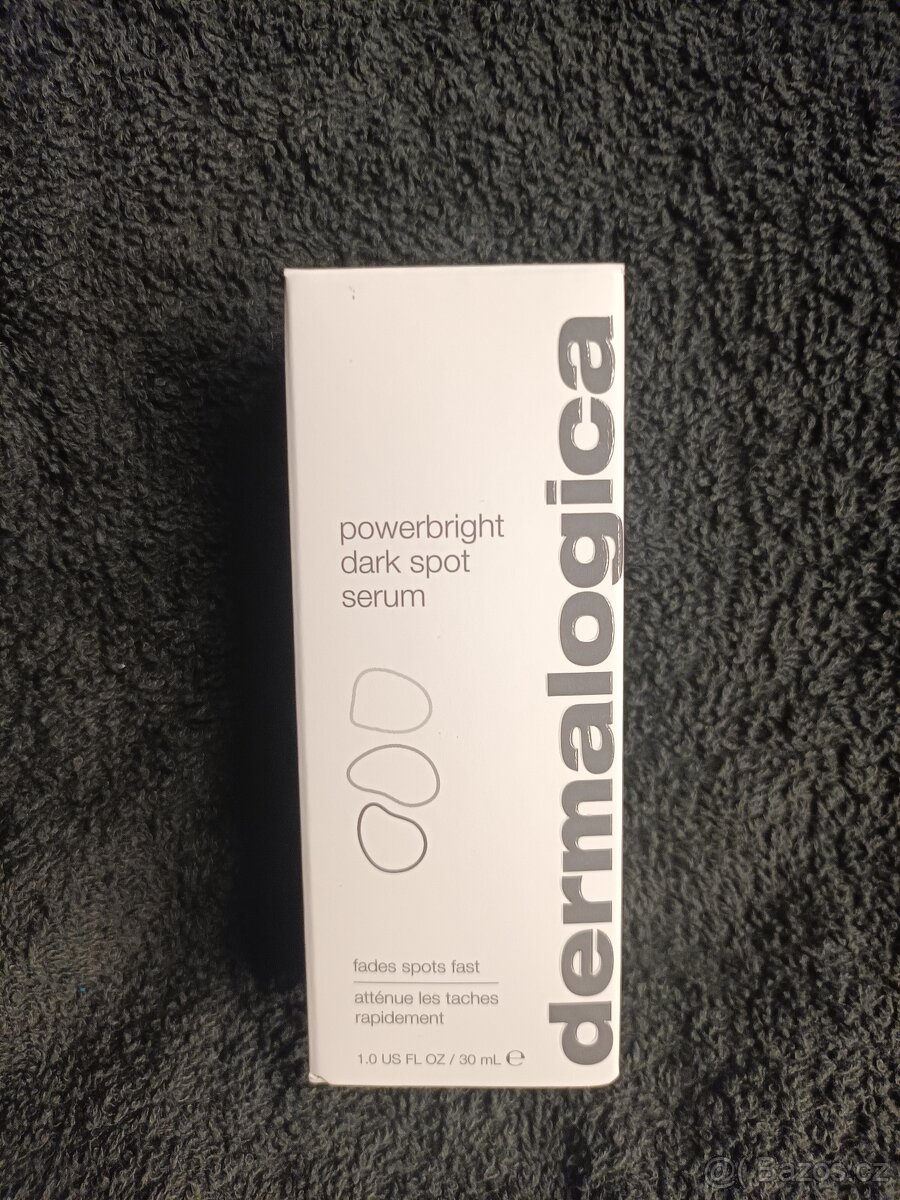 powerbright
dark spot
serum
fades spots fast
atténue les taches
rapidement
1.0 US FL OZ / 30 mL ℮
dermalogica
@ Bazos.cz